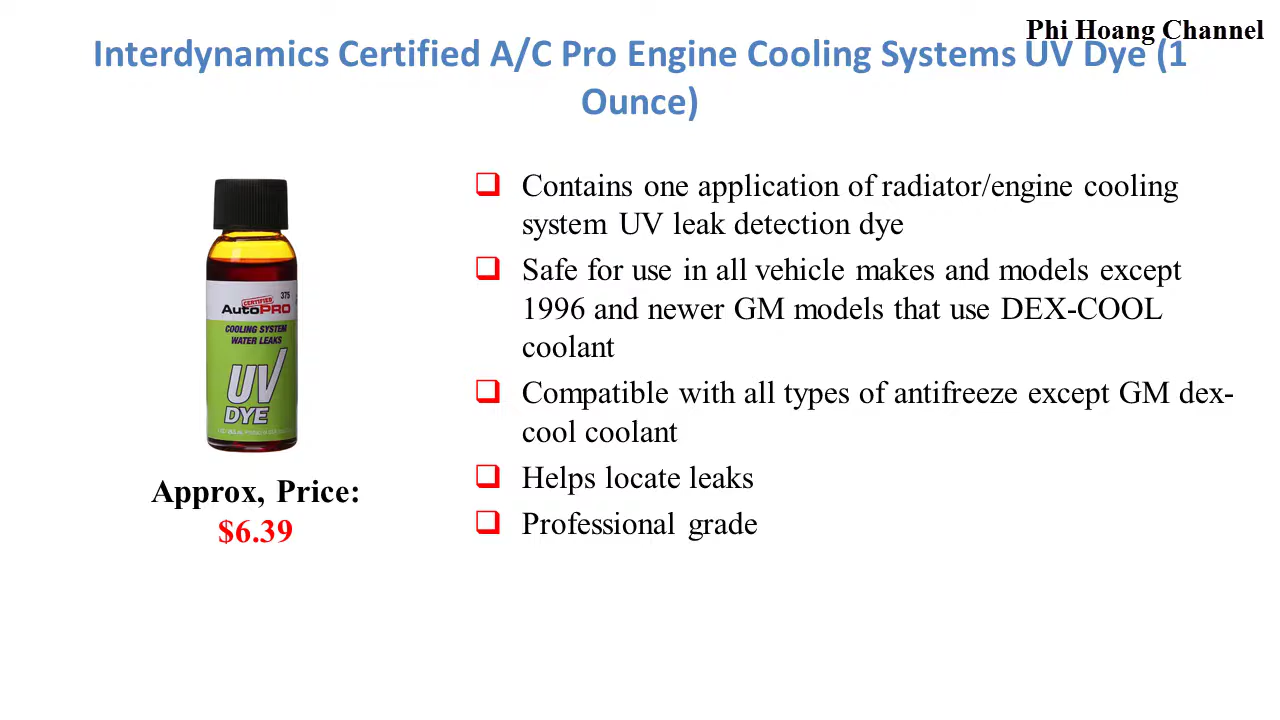 Phi Hoang Channel
Interdynamics Certified A/C Pro Engine Cooling Systems UV Dye (1
Ounce)
Contains one application of radiator/engine cooling
system UV leak detection dye
Safe for use in all vehicle makes and models except
1996 and newer GM models that use DEX-COOL
coolant
Compatible with all types of antifreeze except GM dex-
cool coolant
Helps locate leaks
Professional grade
CERTIFIED
375
AutoPRO
COOLING SYSTEM
WATER LEAKS
UV
DYE
Approx, Price:
$6.39